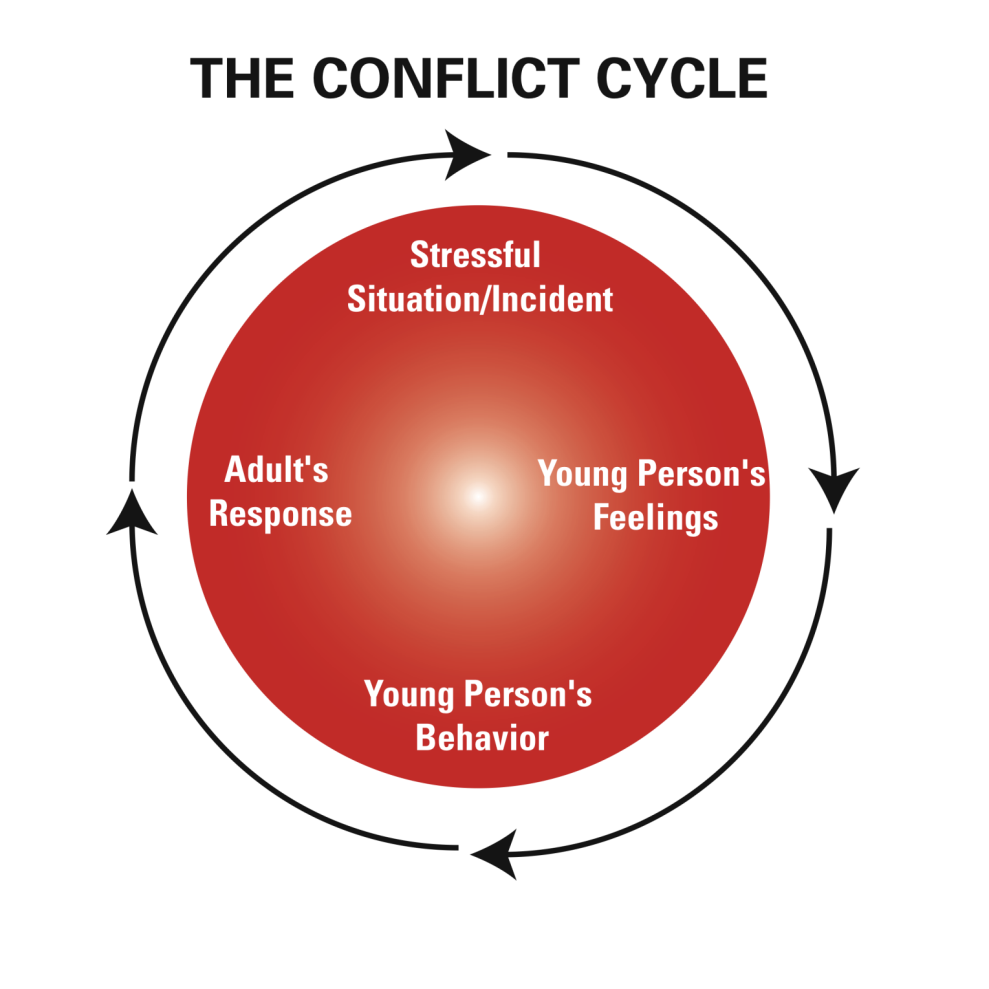 THE CONFLICT CYCLE
Stressful
Situation/Incident
Young Person's
Feelings
Young Person's
Behavior
Adult's
Response